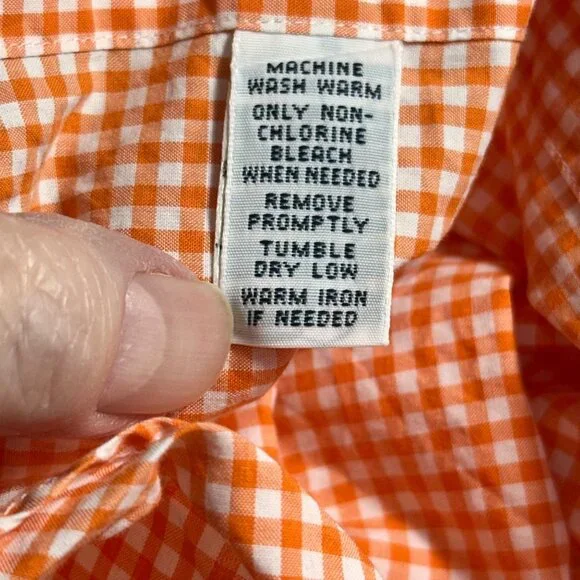 MACHINE
WASH WARM
ONLY NON-
CHLORINE
BLEACH
WHEN NEEDED
REMOVE
PROMPTLY
TUMBLE
DRY LOW
WARM IRON
IF NEEDED